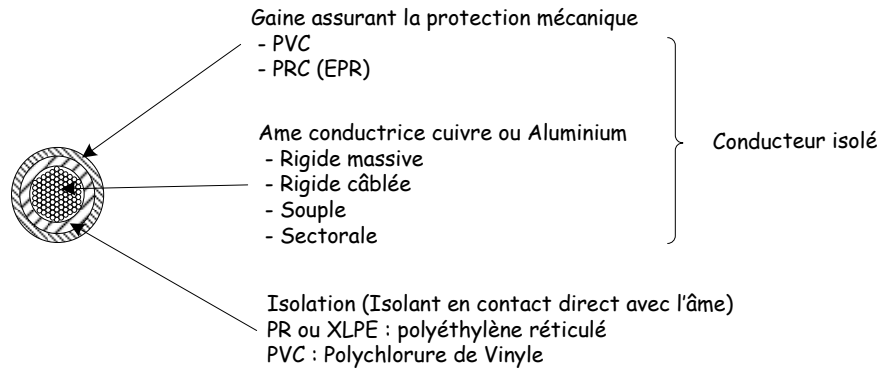 Gaine assurant la protection mécanique
- PVC
- PRC (EPR)
Ame conductrice cuivre ou Aluminium
- Rigide massive
- Rigide câblée
- Souple
- Sectorale
Conducteur isolé
Isolation (Isolant en contact direct avec l'âme)
PR ou XLPE : polyéthylène réticulé
PVC : Polychlorure de Vinyle